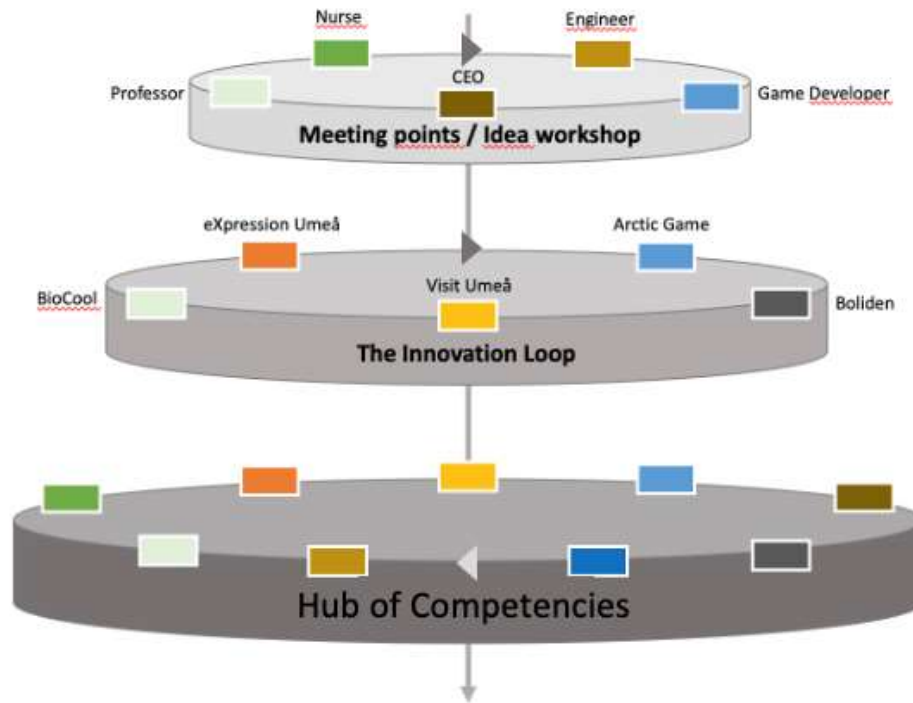 Nurse
Engineer
Professor
CEO
Game Developer
Meeting points / Idea workshop
eXpression Umeå
Arctic Game
BioCool
Visit Umeå
Boliden
The Innovation Loop
Hub of Competencies